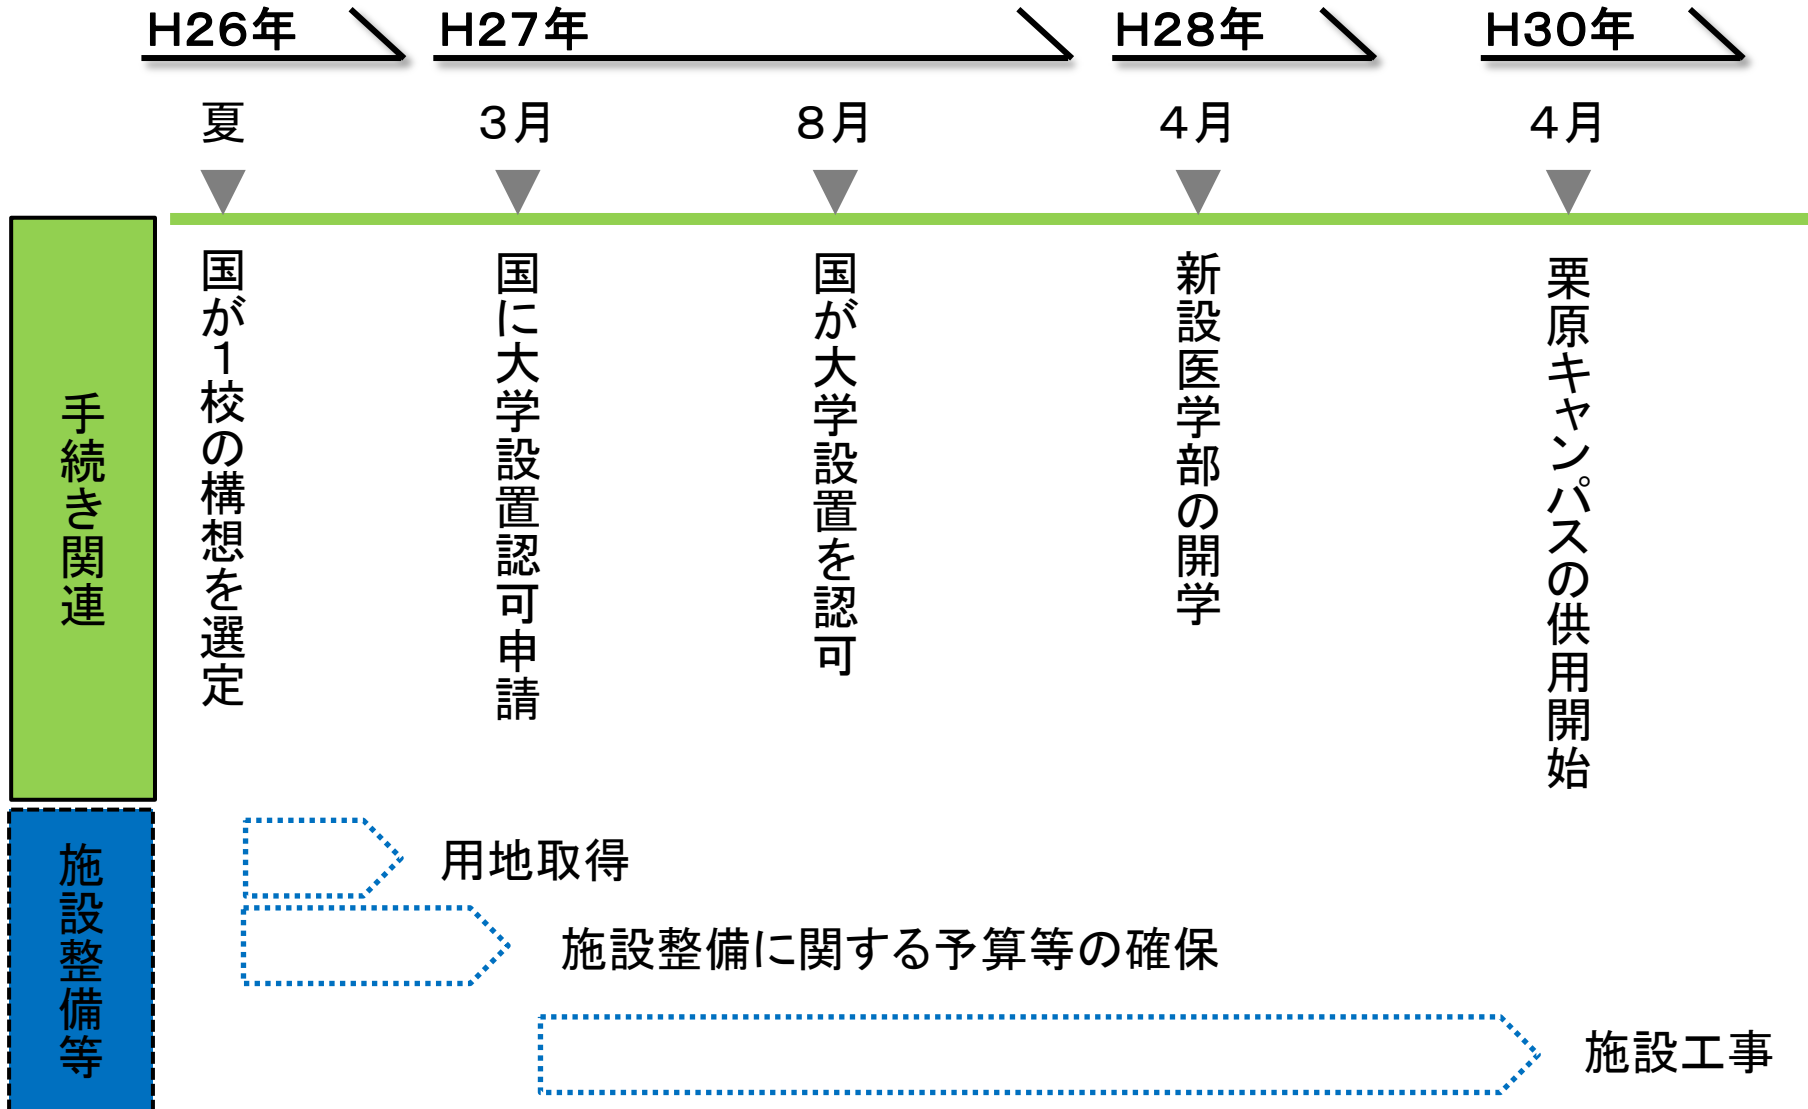 H26年
H27年
H28年
H30年
夏
3月
8月
4月
4月
手続き関連
国が1校の構想を選定
国に大学設置認可申請
国が大学設置を認可
新設医学部の開学
栗原キャンパスの供用開始
施設整備等
用地取得
施設整備に関する予算等の確保
施設工事